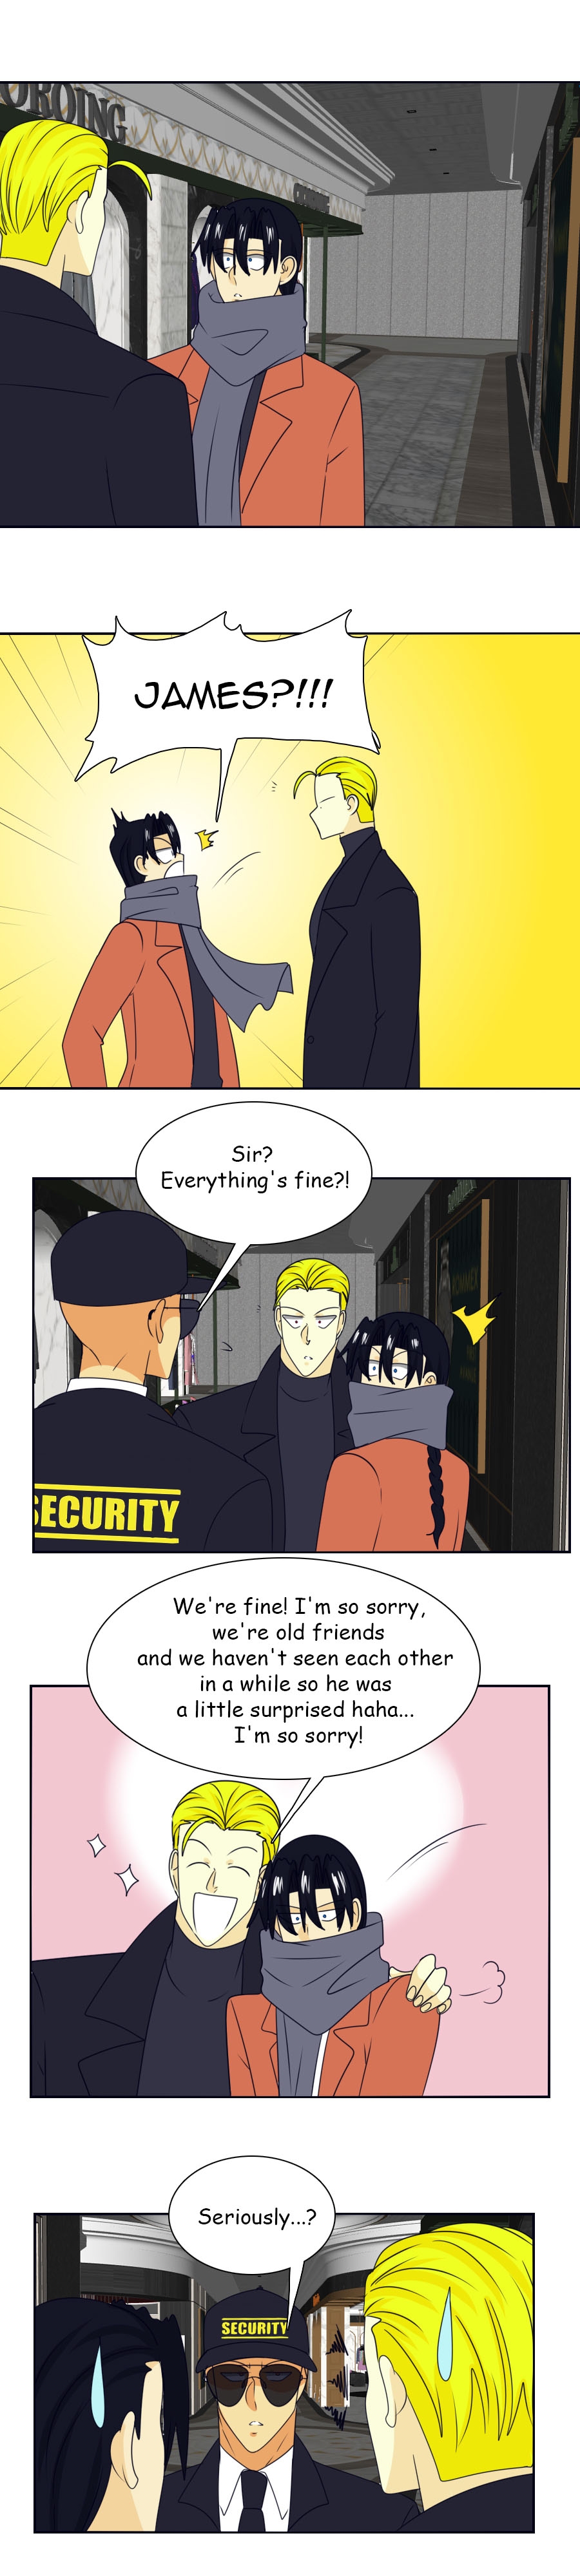 OROING
JAMES?!!!
Sir?
Everything's fine?!
SECURITY
We're fine! I'm so sorry,
we're old friends
and we haven't seen each other
in a while so he was
a little surprised haha...
I'm so sorry!
Seriously...?
SECURITY